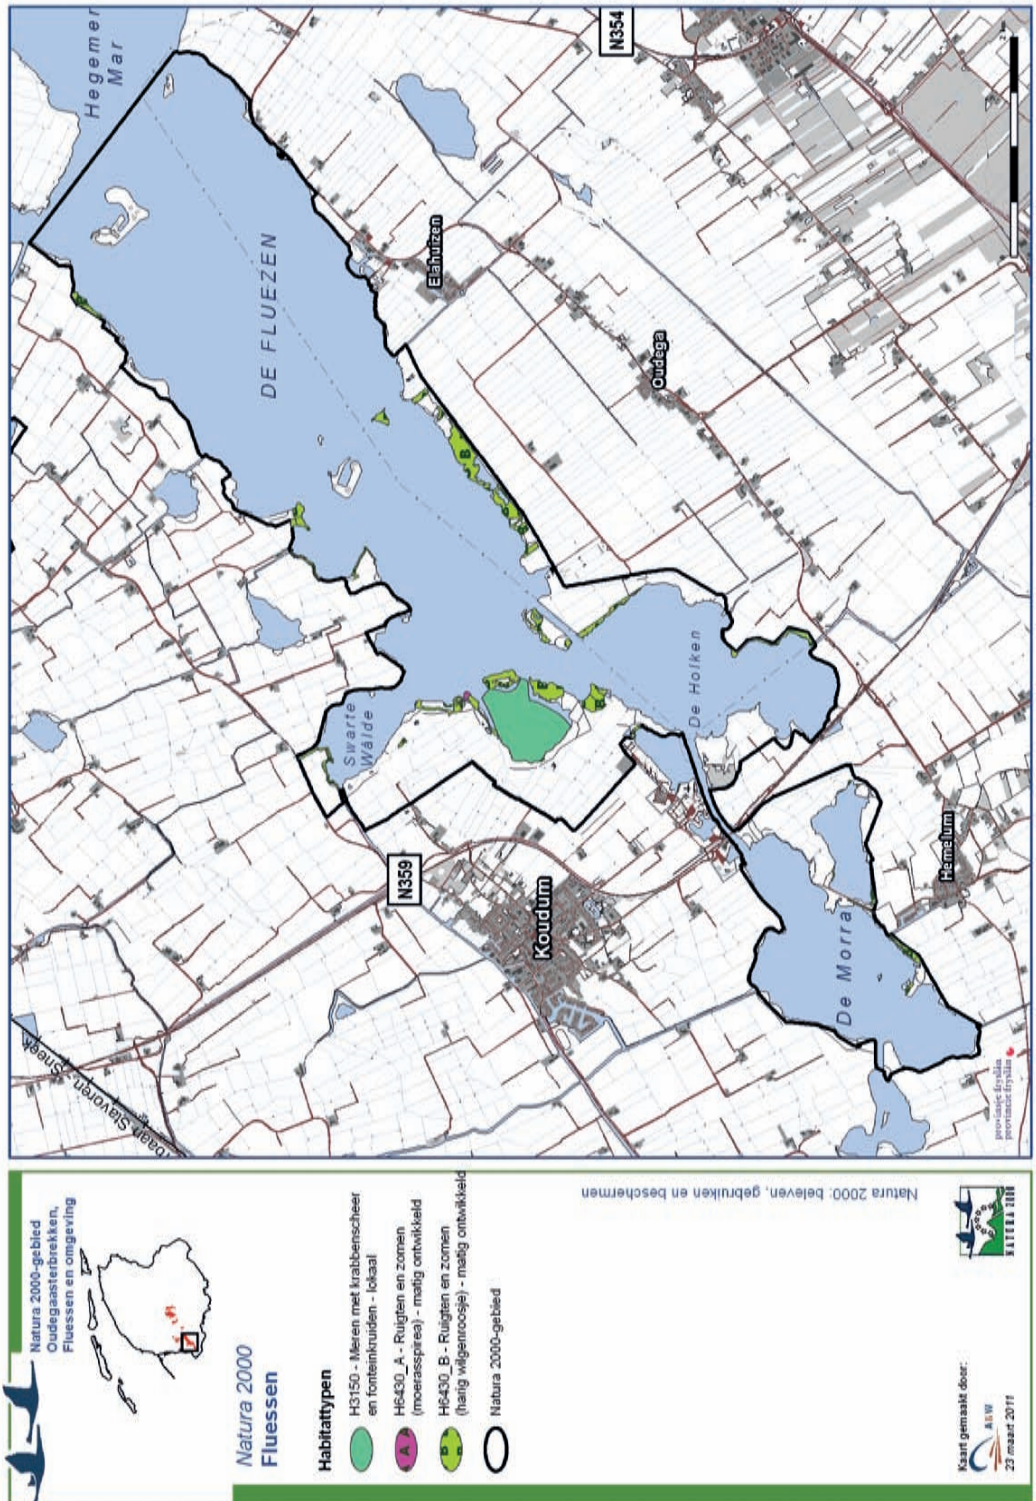 Natura 2000-gebied
Oudegaasterbrekken,
Fluessen en omgeving
Natura 2000
Fluessen
Habitattypen
H3150 - Meren met krabbenscheer
en fonteinkruiden - lokaal
A A
H6430_A - Ruigten en zomen
(moerasspirea) - matig ontwikkeld
B
H6430_B - Ruigten en zomen
(harig wilgenroosje) - matig ontwikkeld
Natura 2000-gebied
Natura 2000: beleven, gebruiken en beschermen
Kaart gemaakt door:
A&W
23 maart 2011
NATURA 2000
Hegemer
Mar
N354
DE FLUEZEN
Elahuizen
Oudega
Swarte
Wâlde
De Holken
N359
Koudum
De Morra
Hemelum
baan Stavoren, Sneek
B
B
B
provinsje fryslân
provincie fryslân